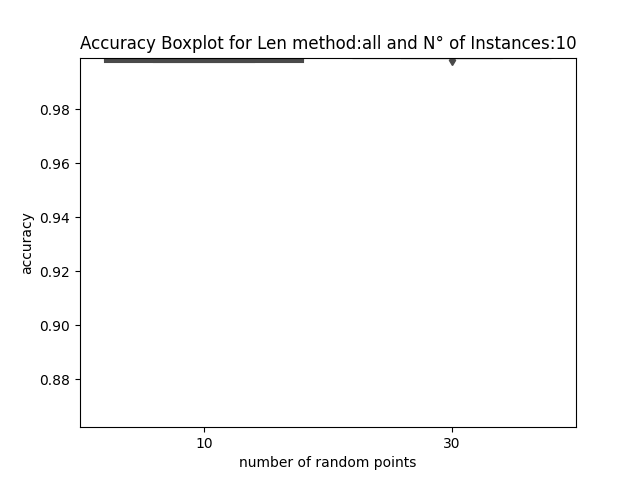 Accuracy Boxplot for Len method:all and N° of Instances:10
0.98
0.96
0.94
0.92
0.90
0.88
accuracy
10 30
number of random points